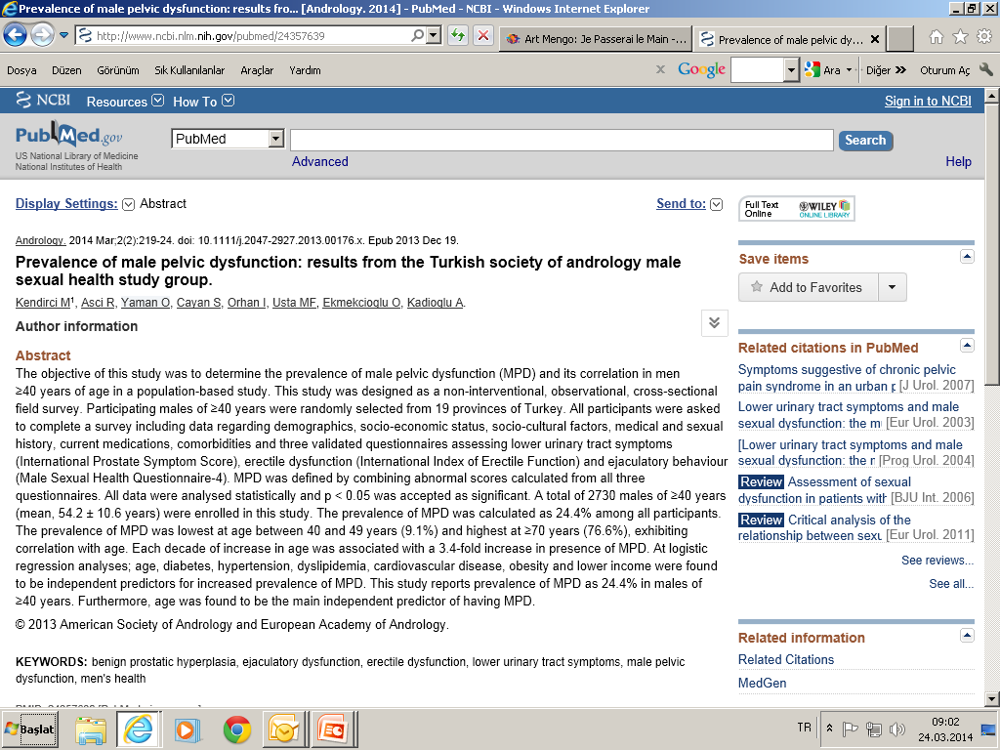 Prevalence of male pelvic dysfunction: results fro... [Andrology. 2014] - PubMed - NCBI - Windows Internet Explorer
http://www.ncbi.nlm.nih.gov/pubmed/24357639
Art Mengo: Je Passerai le Main -...
Prevalence of male pelvic dy...
Dosya Düzen Görünüm Sık Kullanılanlar Araçlar Yardım
x Google Ara Diğer » Oturum Aç
NCBI Resources How To Sign in to NCBI
PubMed.gov
US National Library of Medicine
National Institutes of Health
PubMed
Search
Advanced
Help
Display Settings: Abstract
Send to:
Andrology. 2014 Mar;2(2):219-24. doi: 10.1111/j.2047-2927.2013.00176.x. Epub 2013 Dec 19.
Prevalence of male pelvic dysfunction: results from the Turkish society of andrology male
sexual health study group.
Kendirci M¹, Asci R, Yaman O, Cayan S, Orhan I, Usta MF, Ekmekcioglu O, Kadioglu A.
Author information
Abstract
The objective of this study was to determine the prevalence of male pelvic dysfunction (MPD) and its correlation in men
≥40 years of age in a population-based study. This study was designed as a non-interventional, observational, cross-sectional
field survey. Participating males of ≥40 years were randomly selected from 19 provinces of Turkey. All participants were asked
to complete a survey including data regarding demographics, socio-economic status, socio-cultural factors, medical and sexual
history, current medications, comorbidities and three validated questionnaires assessing lower urinary tract symptoms
(International Prostate Symptom Score), erectile dysfunction (International Index of Erectile Function) and ejaculatory behaviour
(Male Sexual Health Questionnaire-4). MPD was defined by combining abnormal scores calculated from all three
questionnaires. All data were analysed statistically and p < 0.05 was accepted as significant. A total of 2730 males of ≥40 years
(mean, 54.2 ± 10.6 years) were enrolled in this study. The prevalence of MPD was calculated as 24.4% among all participants.
The prevalence of MPD was lowest at age between 40 and 49 years (9.1%) and highest at ≥70 years (76.6%), exhibiting
correlation with age. Each decade of increase in age was associated with a 3.4-fold increase in presence of MPD. At logistic
regression analyses; age, diabetes, hypertension, dyslipidemia, cardiovascular disease, obesity and lower income were found
to be independent predictors for increased prevalence of MPD. This study reports prevalence of MPD as 24.4% in males of
≥40 years. Furthermore, age was found to be the main independent predictor of having MPD.
© 2013 American Society of Andrology and European Academy of Andrology.
KEYWORDS: benign prostatic hyperplasia, ejaculatory dysfunction, erectile dysfunction, lower urinary tract symptoms, male pelvic
dysfunction, men's health
Full Text
Online
WILEY
ONLINE LIBRARY
Save items
Add to Favorites
Related citations in PubMed
Symptoms suggestive of chronic pelvic
pain syndrome in an urban p [J Urol. 2007]
Lower urinary tract symptoms and male
sexual dysfunction: the m [Eur Urol. 2003]
[Lower urinary tract symptoms and male
sexual dysfunction: the n [Prog Urol. 2004]
Review Assessment of sexual
dysfunction in patients with [BJU Int. 2006]
Review Critical analysis of the
relationship between sexu [Eur Urol. 2011]
See reviews...
See all...
Related information
Related Citations
MedGen
Başlat
TR
09:02
24.03.2014